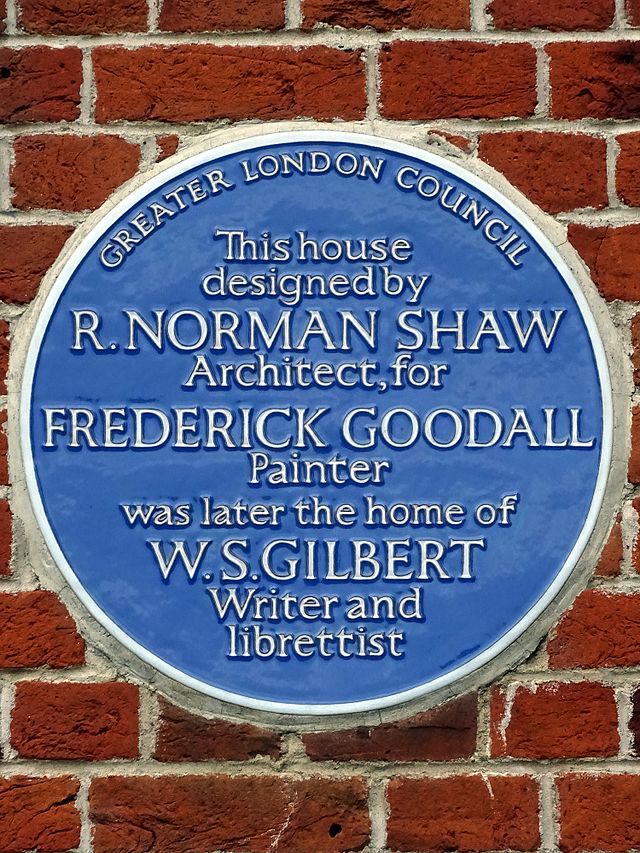 GREATER LONDON COUNCIL
This house
designed by
R. NORMAN SHAW
Architect, for
FREDERICK GOODALL
Painter
was later the home of
W. S. GILBERT
Writer and
librettist